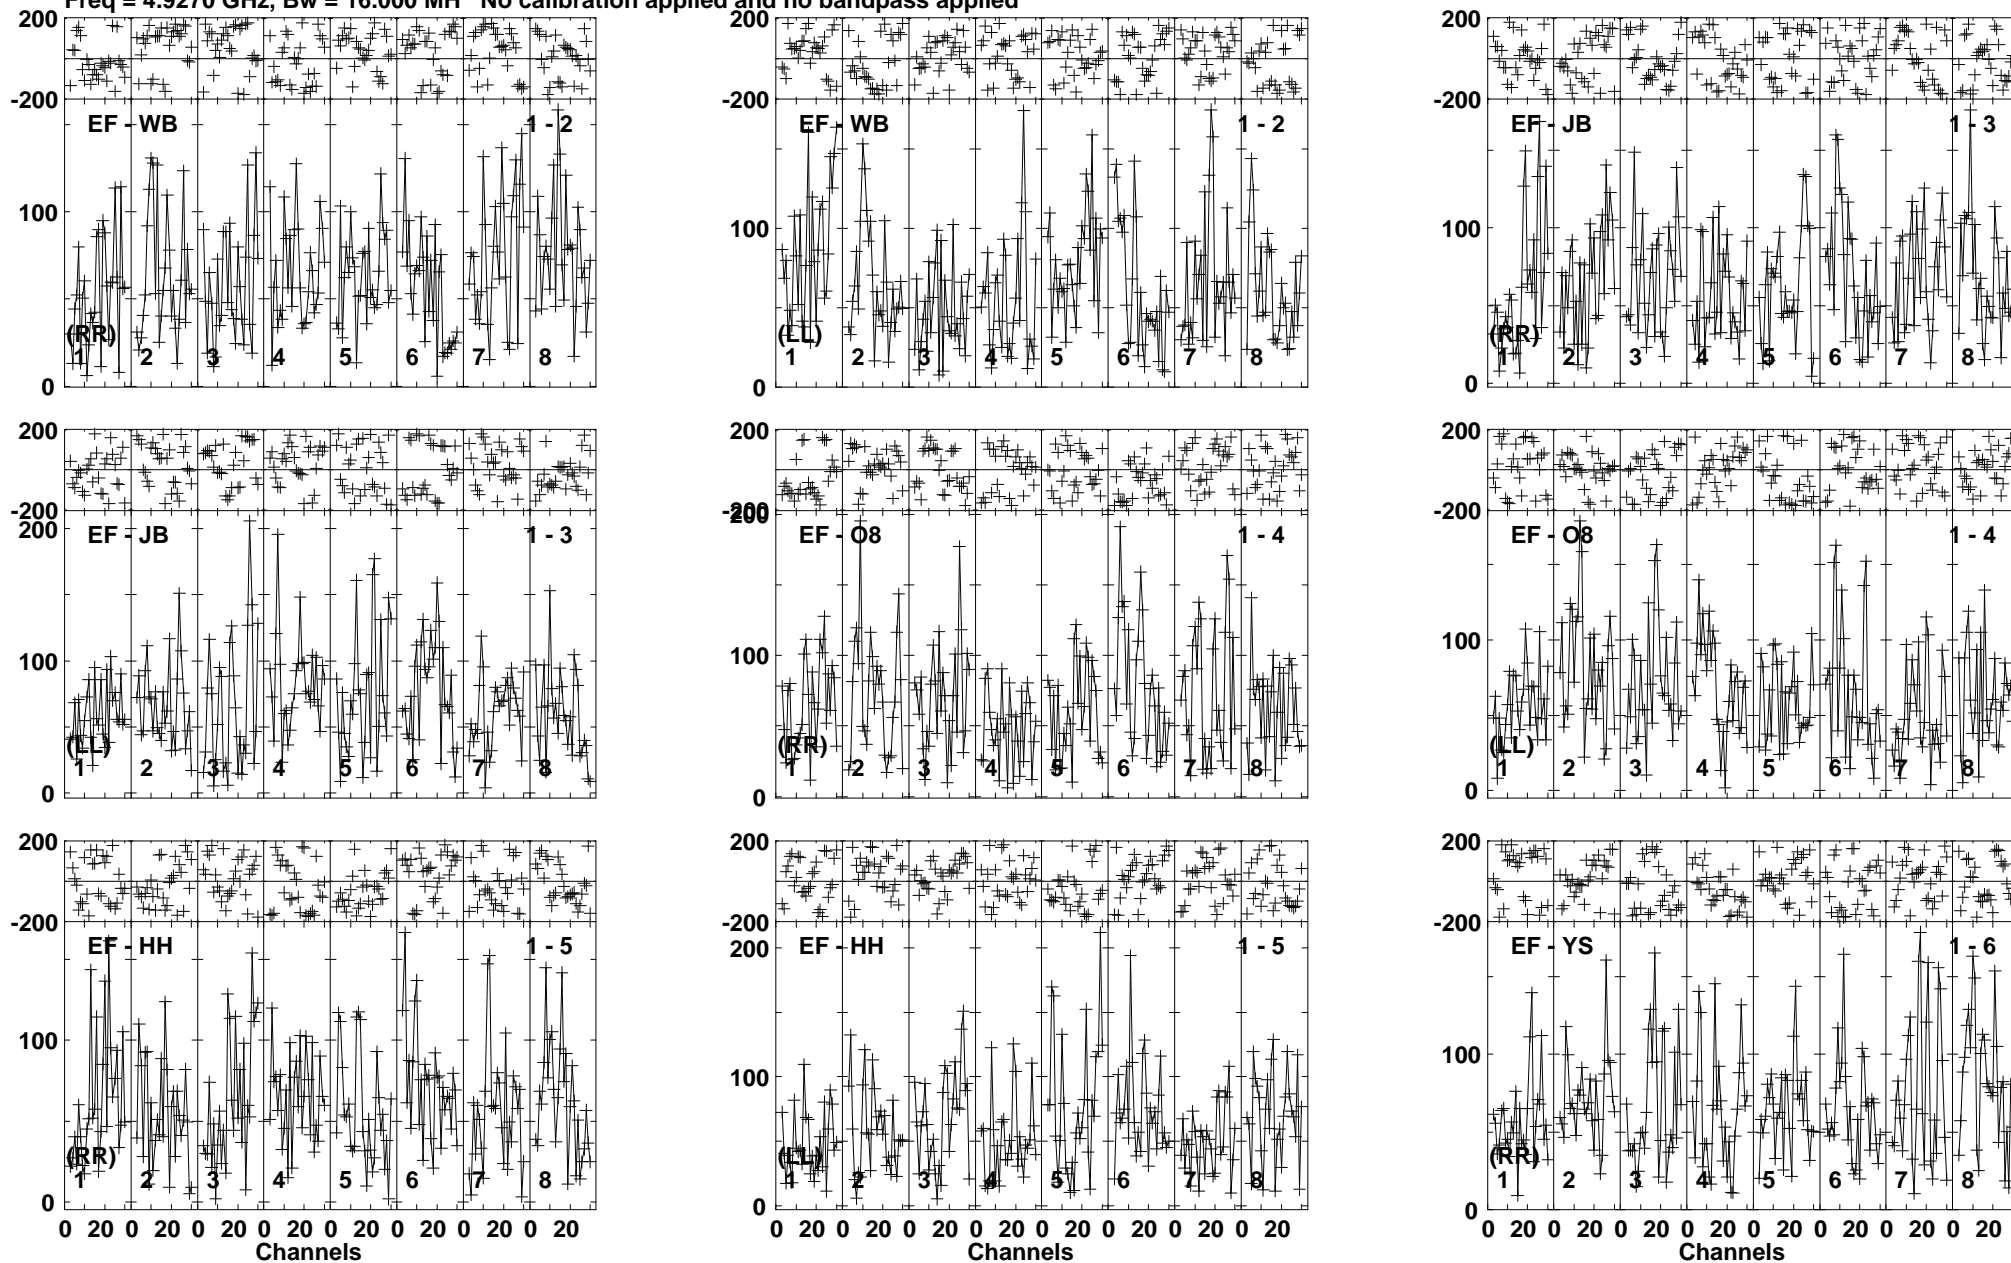 Freq = 4.9270 GHz, Bw = 16.000 MH No calibration applied and no bandpass applied
200 200 200
-200 -200 -200
EF - WB 1 - 2 EF - WB 1 - 2 EF - JB 1 - 3
100 100 100
(RR) (LL) (RR)
1 2 3 4 5 6 7 8 1 2 3 4 5 6 7 8 1 2 3 4 5 6 7 8
0 0 0
200 200 200
-200 -200 -200
200 200
EF - JB 1 - 3 EF - O8 1 - 4 EF - O8 1 - 4
100 100 100
(LL) (RR) (LL)
1 2 3 4 5 6 7 8 1 2 3 4 5 6 7 8 1 2 3 4 5 6 7 8
0 0 0
200 200 200
-200 -200 -200
EF - HH 1 - 5 EF - HH 1 - 5 EF - YS 1 - 6
200
100 100 100
(RR) (LL) (RR)
1 2 3 4 5 6 7 8 1 2 3 4 5 6 7 8 1 2 3 4 5 6 7 8
0 0 0
0 20 0 20 0 20 0 20 0 20 0 20 0 20 0 20 0 20 0 20 0 20 0 20 0 20 0 20 0 20 0 20 0 20 0 20 0 20 0 20 0 20 0 20 0 20 0 20
Channels Channels Channels